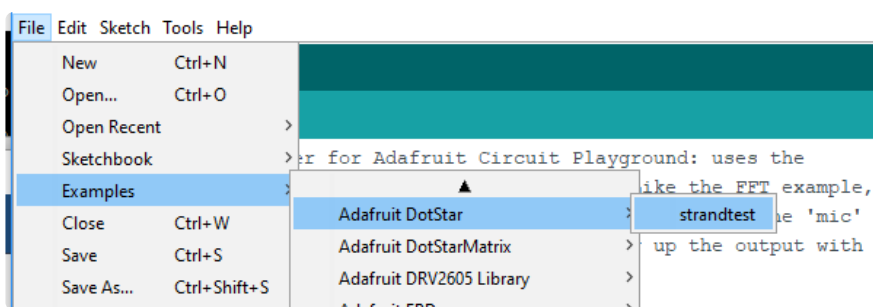 File Edit Sketch Tools Help
New Ctrl+N
Open... Ctrl+O
Open Recent
Sketchbook
Examples
Close Ctrl+W
Save Ctrl+S
Save As... Ctrl+Shift+S
Adafruit DotStar
Adafruit DotStarMatrix
Adafruit DRV2605 Library
strandtest
for Adafruit Circuit Playground: uses the
the FFT example,
'mic'
up the output with